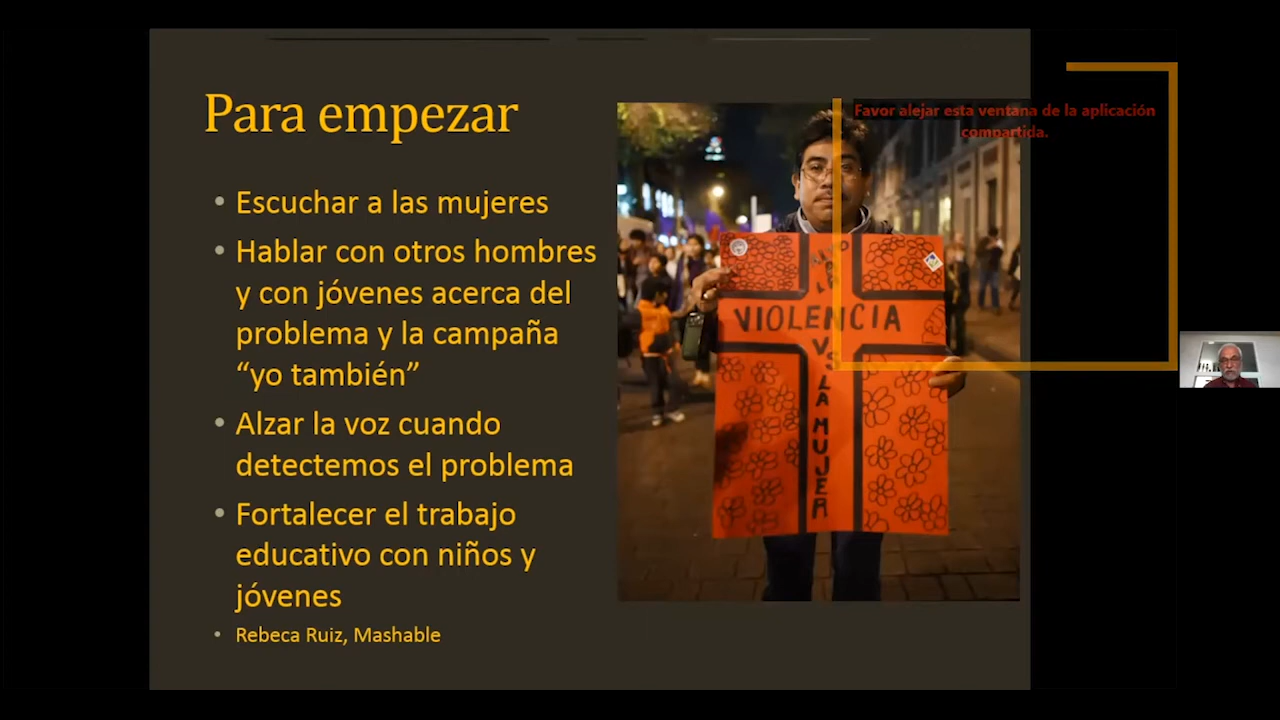 Para empezar
Favor alejar esta ventana de la aplicación
compartida.
• Escuchar a las mujeres
• Hablar con otros hombres
y con jóvenes acerca del
problema y la campaña
“yo también”
• Alzar la voz cuando
detectemos el problema
• Fortalecer el trabajo
educativo con niños y
jóvenes
• Rebeca Ruiz, Mashable
VIOLENCIA
VS LA MUJER